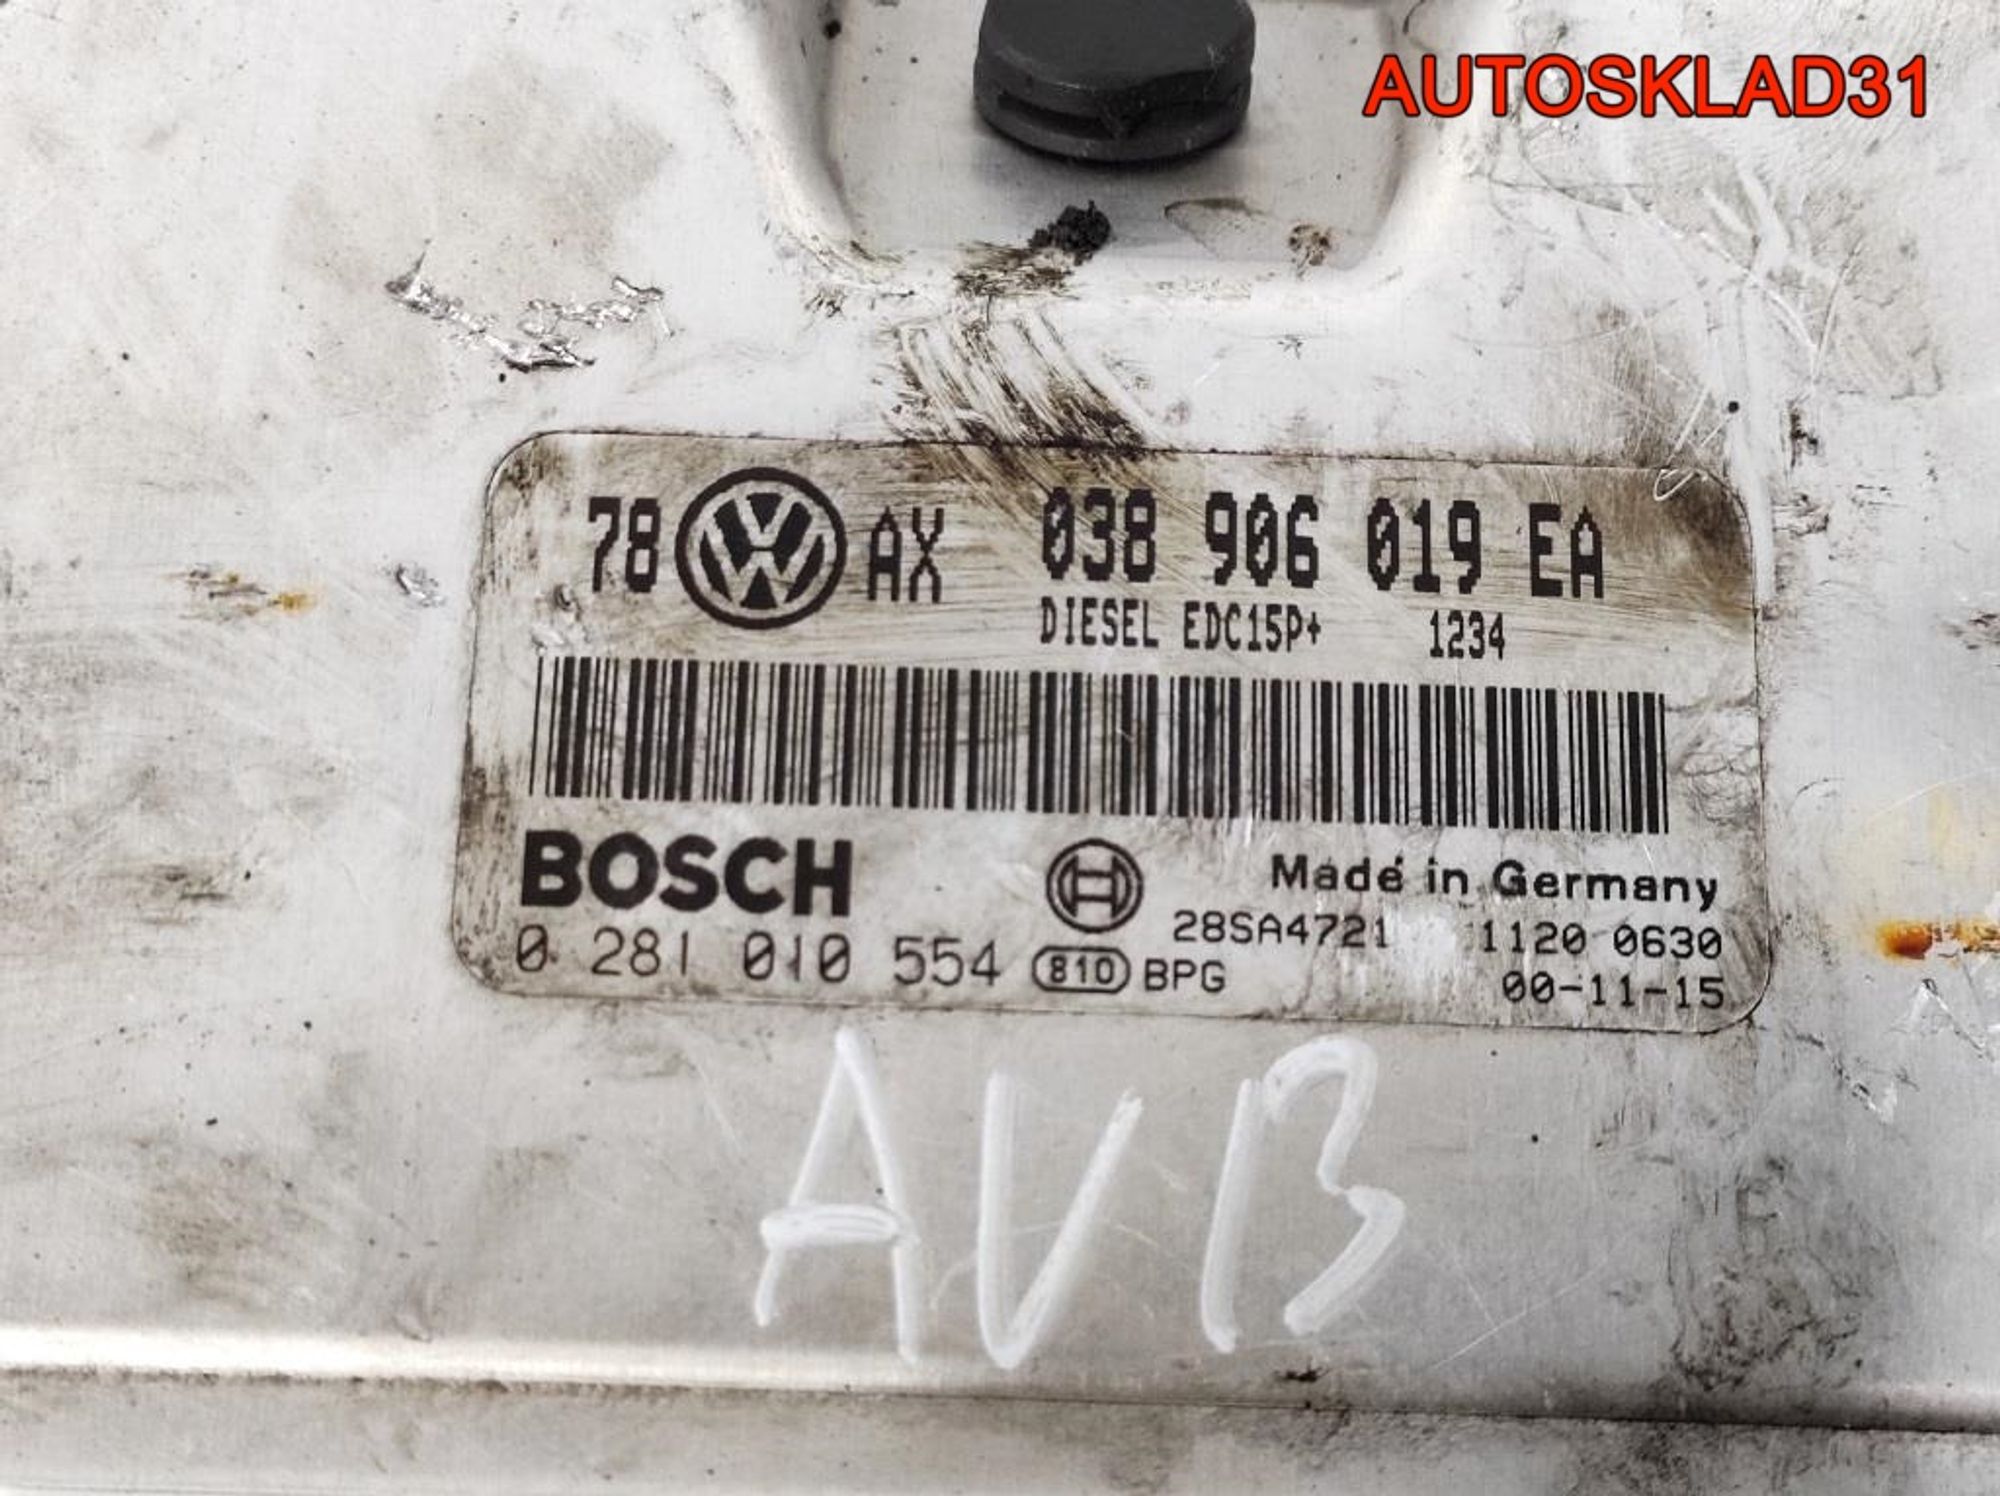 AUTOSKLAD31
78 AX 038 906 019 EA
DIESEL EDC15P+ 1234
BOSCH
Made in Germany
28SA4721 1120 0630
0 281 010 554 810 BPG
00-11-15
AVB